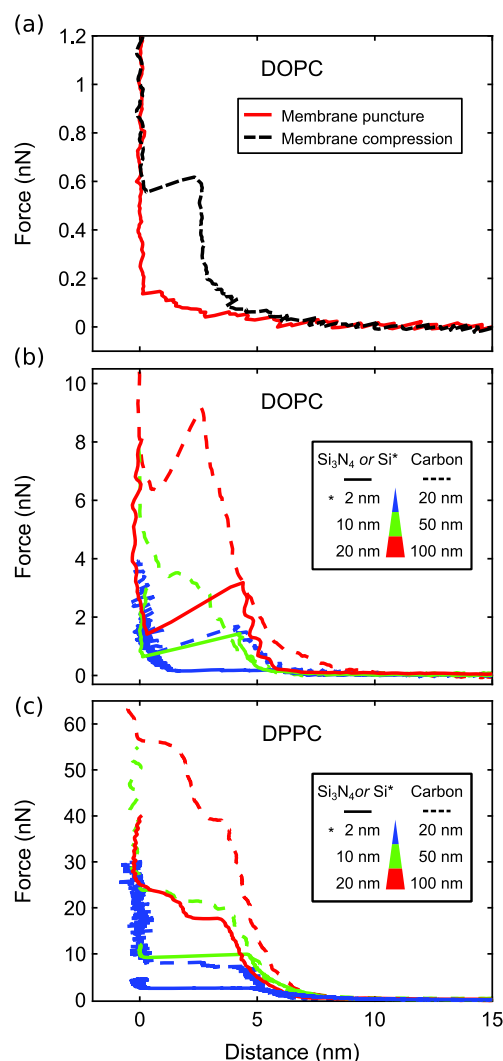 (a)
1.2
1
0.8
0.6
0.4
0.2
0
Force (nN)
DOPC
Membrane puncture
Membrane compression
(b)
10
8
6
4
2
0
Force (nN)
DOPC
Si₃N₄ or Si* Carbon
* 2 nm 20 nm
10 nm 50 nm
20 nm 100 nm
(c)
60
50
40
30
20
10
0
Force (nN)
DPPC
Si₃N₄ or Si* Carbon
* 2 nm 20 nm
10 nm 50 nm
20 nm 100 nm
0 5 10 15
Distance (nm)